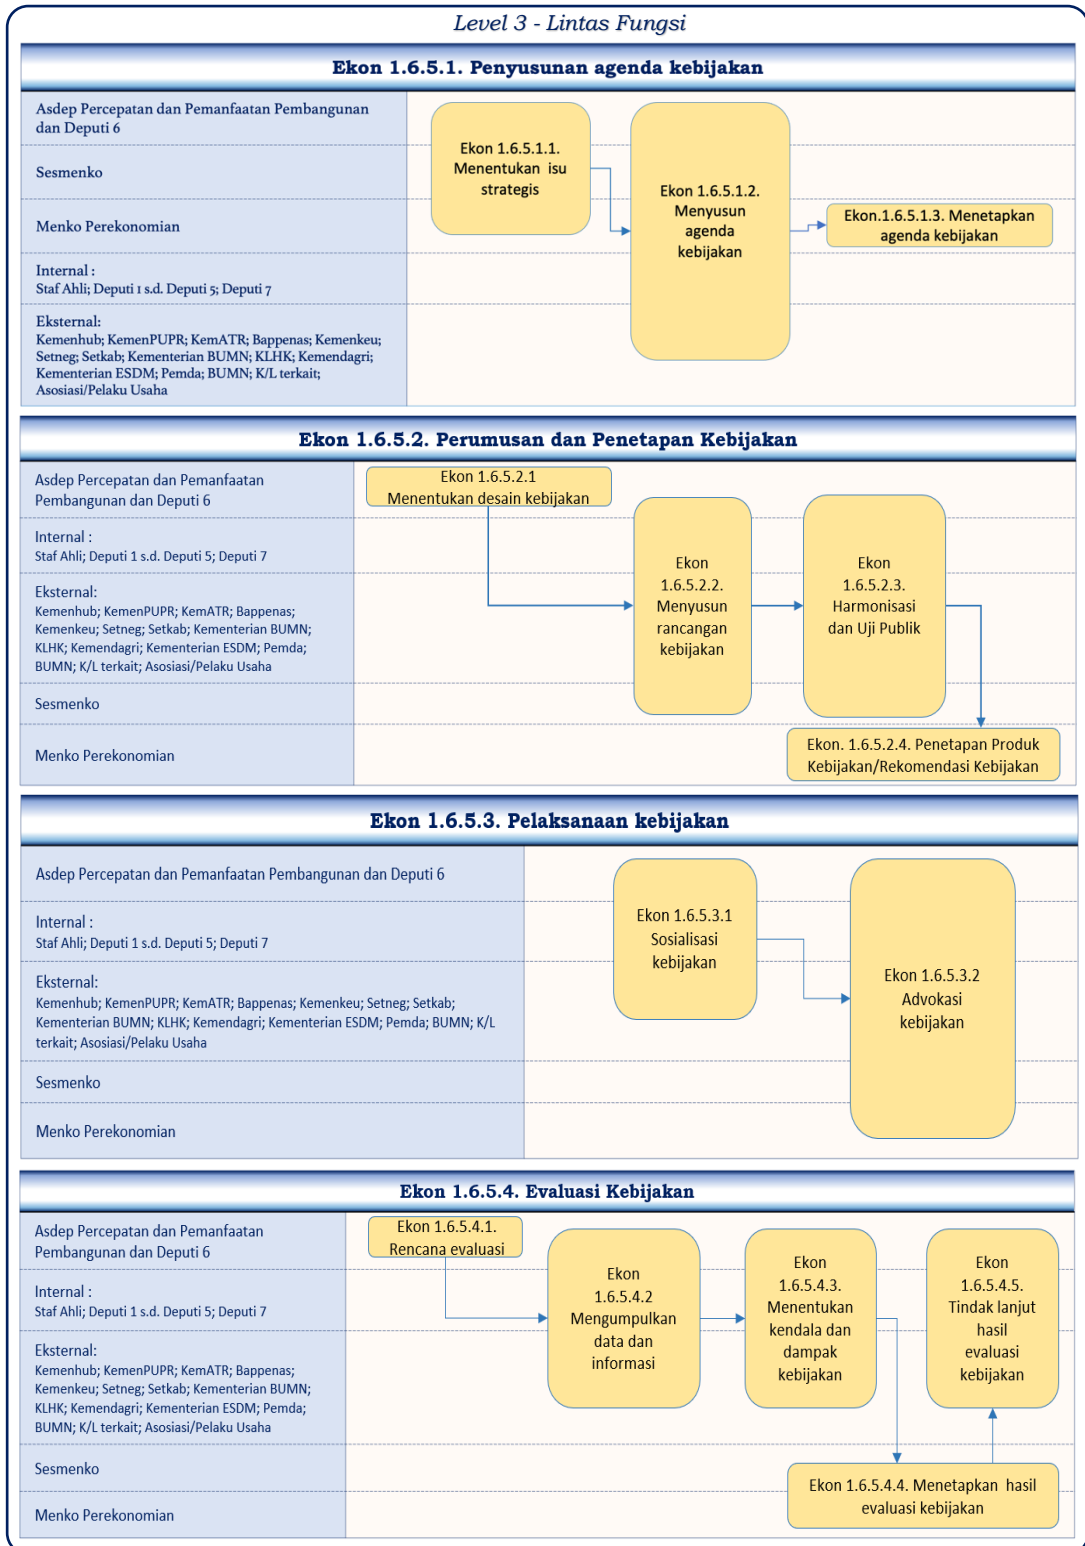 Level 3 - Lintas Fungsi
Ekon 1.6.5.1. Penyusunan agenda kebijakan
Asdep Percepatan dan Pemanfaatan Pembangunan
dan Deputi 6
Sesmenko
Menko Perekonomian
Internal :
Staf Ahli; Deputi 1 s.d. Deputi 5; Deputi 7
Eksternal:
Kemenhub; KemenPUPR; KemATR; Bappenas; Kemenkeu;
Setneg; Setkab; Kementerian BUMN; KLHK; Kemendagri;
Kementerian ESDM; Pemda; BUMN; K/L terkait;
Asosiasi/Pelaku Usaha
Ekon 1.6.5.1.1.
Menentukan isu
strategis
Ekon 1.6.5.1.2.
Menyusun
agenda
kebijakan
Ekon.1.6.5.1.3. Menetapkan
agenda kebijakan
Ekon 1.6.5.2. Perumusan dan Penetapan Kebijakan
Asdep Percepatan dan Pemanfaatan
Pembangunan dan Deputi 6
Internal :
Staf Ahli; Deputi 1 s.d. Deputi 5; Deputi 7
Eksternal:
Kemenhub; KemenPUPR; KemATR; Bappenas;
Kemenkeu; Setneg; Setkab; Kementerian BUMN;
KLHK; Kemendagri; Kementerian ESDM; Pemda;
BUMN; K/L terkait; Asosiasi/Pelaku Usaha
Sesmenko
Menko Perekonomian
Ekon 1.6.5.2.1
Menentukan desain kebijakan
Ekon
1.6.5.2.2.
Menyusun
rancangan
kebijakan
Ekon
1.6.5.2.3.
Harmonisasi
dan Uji Publik
Ekon. 1.6.5.2.4. Penetapan Produk
Kebijakan/Rekomendasi Kebijakan
Ekon 1.6.5.3. Pelaksanaan kebijakan
Asdep Percepatan dan Pemanfaatan Pembangunan dan Deputi 6
Internal :
Staf Ahli; Deputi 1 s.d. Deputi 5; Deputi 7
Eksternal:
Kemenhub; KemenPUPR; KemATR; Bappenas; Kemenkeu; Setneg; Setkab;
Kementerian BUMN; KLHK; Kemendagri; Kementerian ESDM; Pemda; BUMN; K/L
terkait; Asosiasi/Pelaku Usaha
Sesmenko
Menko Perekonomian
Ekon 1.6.5.3.1
Sosialisasi
kebijakan
Ekon 1.6.5.3.2
Advokasi
kebijakan
Ekon 1.6.5.4. Evaluasi Kebijakan
Asdep Percepatan dan Pemanfaatan
Pembangunan dan Deputi 6
Internal :
Staf Ahli; Deputi 1 s.d. Deputi 5; Deputi 7
Eksternal:
Kemenhub; KemenPUPR; KemATR; Bappenas;
Kemenkeu; Setneg; Setkab; Kementerian BUMN;
KLHK; Kemendagri; Kementerian ESDM; Pemda;
BUMN; K/L terkait; Asosiasi/Pelaku Usaha
Sesmenko
Menko Perekonomian
Ekon 1.6.5.4.1.
Rencana evaluasi
Ekon
1.6.5.4.2
Mengumpulkan
data dan
informasi
Ekon
1.6.5.4.3.
Menentukan
kendala dan
dampak
kebijakan
Ekon
1.6.5.4.5.
Tindak lanjut
hasil
evaluasi
kebijakan
Ekon 1.6.5.4.4. Menetapkan hasil
evaluasi kebijakan